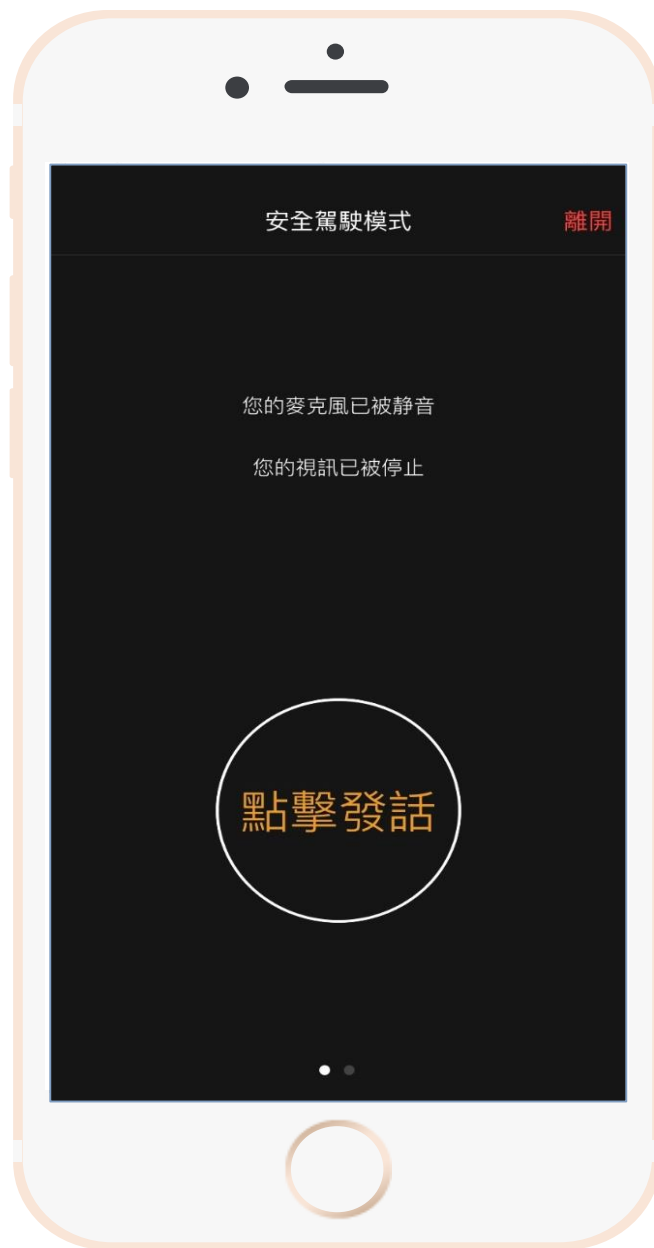 安全駕駛模式
離開
您的麥克風已被静音
您的視訊已被停止
點擊發話